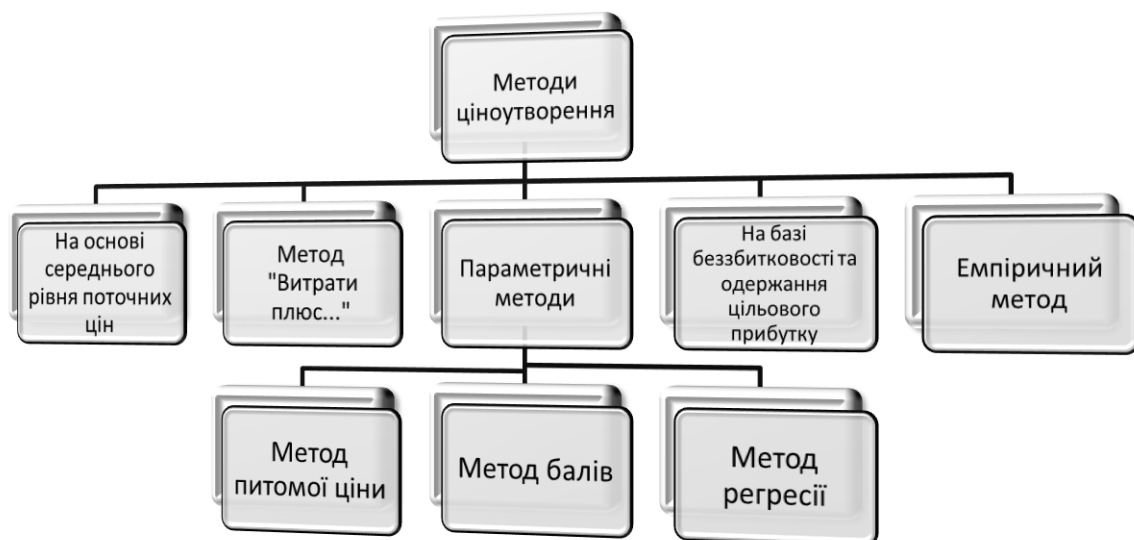 Методи
ціноутворення
На основі
середнього
рівня поточних
цін
Метод
"Витрати
плюс..."
Параметричні
методи
На базі
беззбитковості та
одержання
цільового
прибутку
Емпіричний
метод
Метод
питомої ціни
Метод балів
Метод
регресії